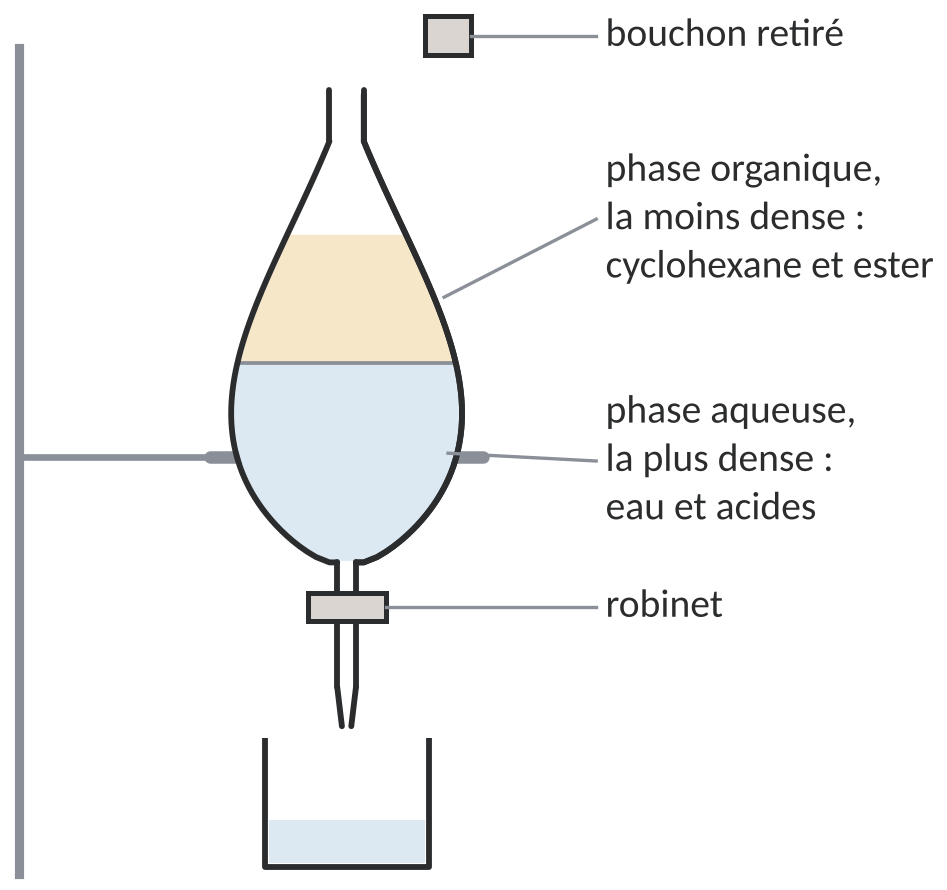 bouchon retiré
phase organique,
la moins dense :
cyclohexane et ester
phase aqueuse,
la plus dense :
eau et acides
robinet